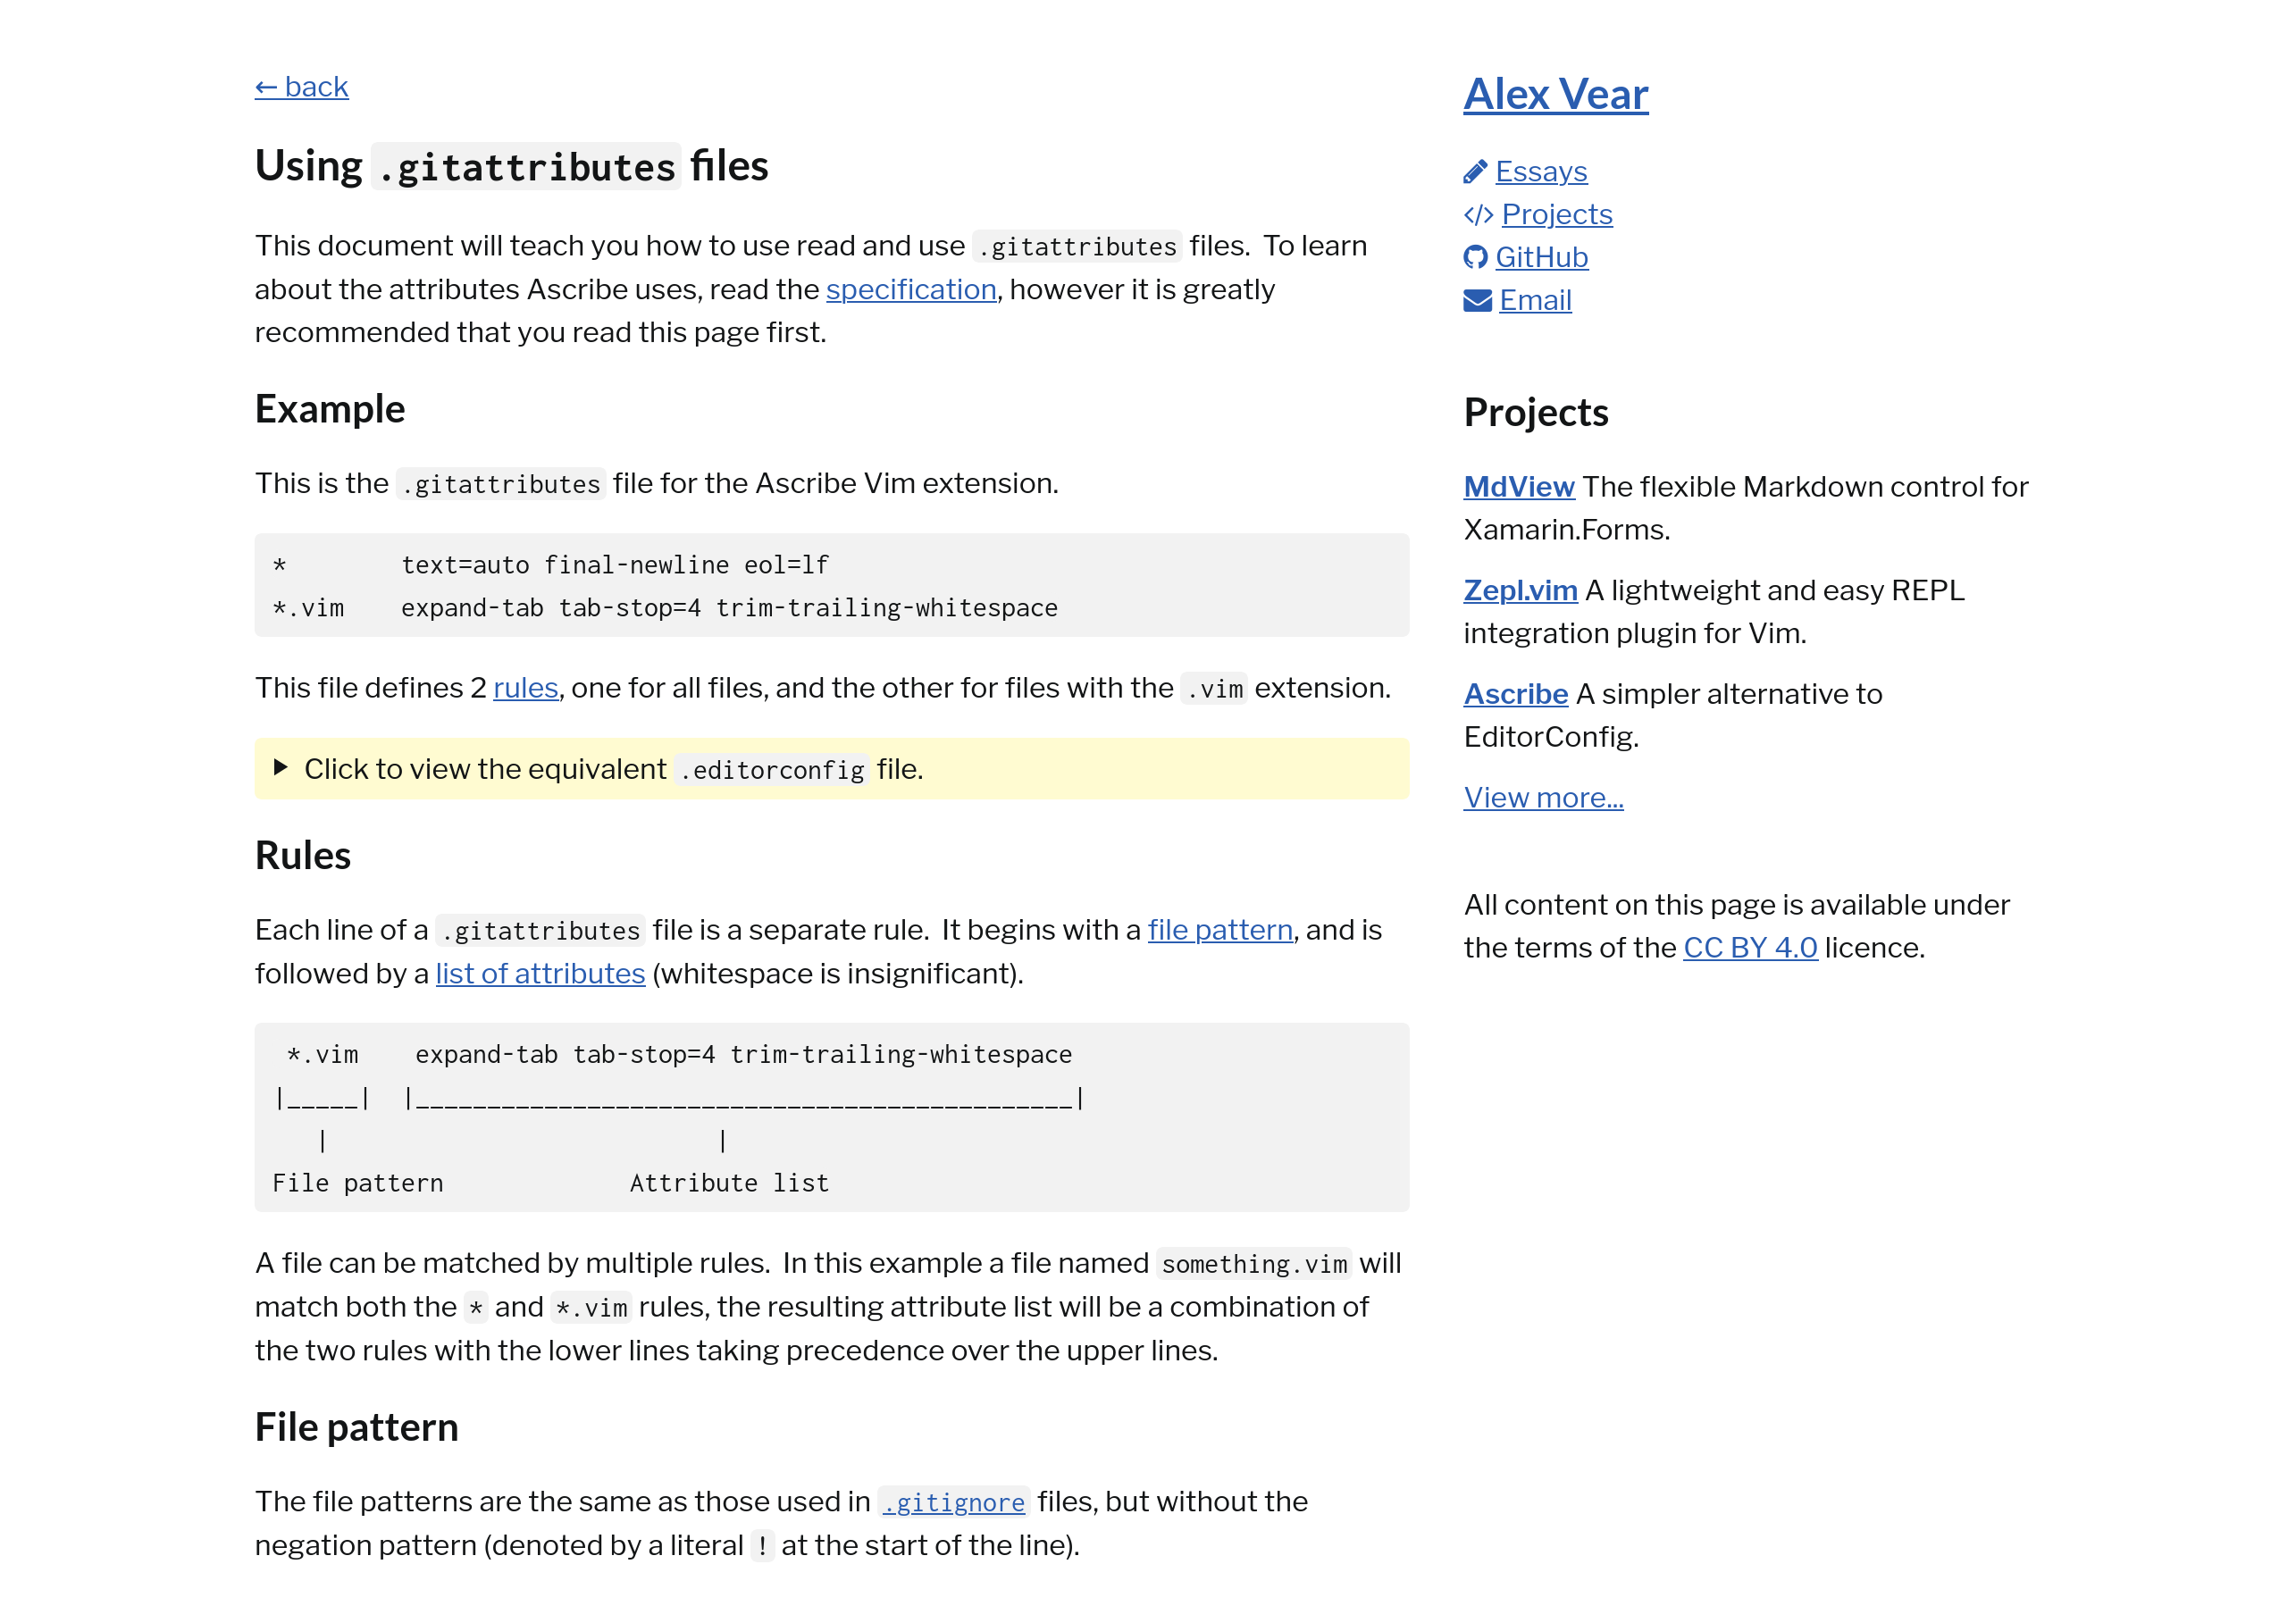 ← back
Using .gitattributes files
This document will teach you how to use read and use .gitattributes files.  To learn
about the attributes Ascribe uses, read the specification, however it is greatly
recommended that you read this page first.
Example
This is the .gitattributes file for the Ascribe Vim extension.
*        text=auto final-newline eol=lf
*.vim    expand-tab tab-stop=4 trim-trailing-whitespace
This file defines 2 rules, one for all files, and the other for files with the .vim extension.
▶ Click to view the equivalent .editorconfig file.
Rules
Each line of a .gitattributes file is a separate rule.  It begins with a file pattern, and is
followed by a list of attributes (whitespace is insignificant).
 *.vim    expand-tab tab-stop=4 trim-trailing-whitespace
|_____|  |______________________________________________|
   |                            |
File pattern             Attribute list
A file can be matched by multiple rules.  In this example a file named something.vim will
match both the * and *.vim rules, the resulting attribute list will be a combination of
the two rules with the lower lines taking precedence over the upper lines.
File pattern
The file patterns are the same as those used in .gitignore files, but without the
negation pattern (denoted by a literal ! at the start of the line).
Alex Vear
Essays
Projects
GitHub
Email
Projects
MdView The flexible Markdown control for
Xamarin.Forms.
Zepl.vim A lightweight and easy REPL
integration plugin for Vim.
Ascribe A simpler alternative to
EditorConfig.
View more...
All content on this page is available under
the terms of the CC BY 4.0 licence.